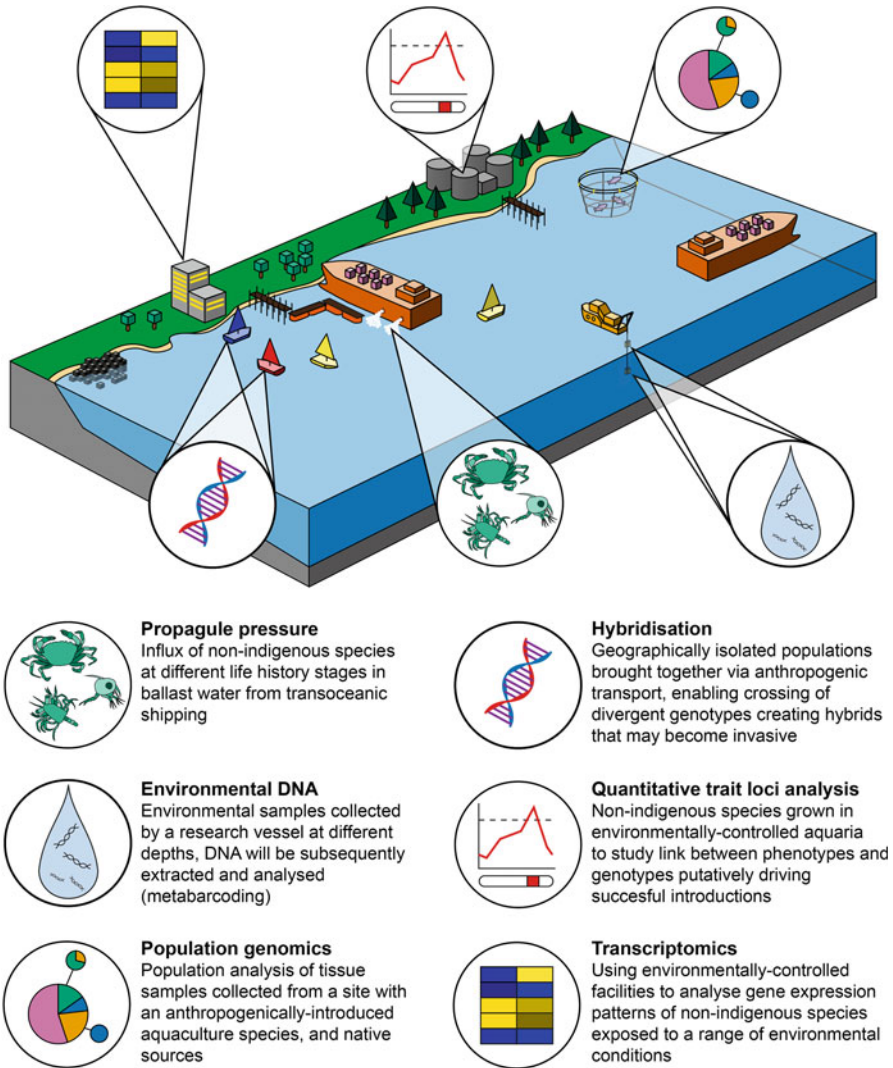 Propagule pressure
Influx of non-indigenous species
at different life history stages in
ballast water from transoceanic
shipping
Hybridisation
Geographically isolated populations
brought together via anthropogenic
transport, enabling crossing of
divergent genotypes creating hybrids
that may become invasive
Environmental DNA
Environmental samples collected
by a research vessel at different
depths, DNA will be subsequently
extracted and analysed
(metabarcoding)
Quantitative trait loci analysis
Non-indigenous species grown in
environmentally-controlled aquaria
to study link between phenotypes and
genotypes putatively driving
succesful introductions
Population genomics
Population analysis of tissue
samples collected from a site with
an anthropogenically-introduced
aquaculture species, and native
sources
Transcriptomics
Using environmentally-controlled
facilities to analyse gene expression
patterns of non-indigenous species
exposed to a range of environmental
conditions